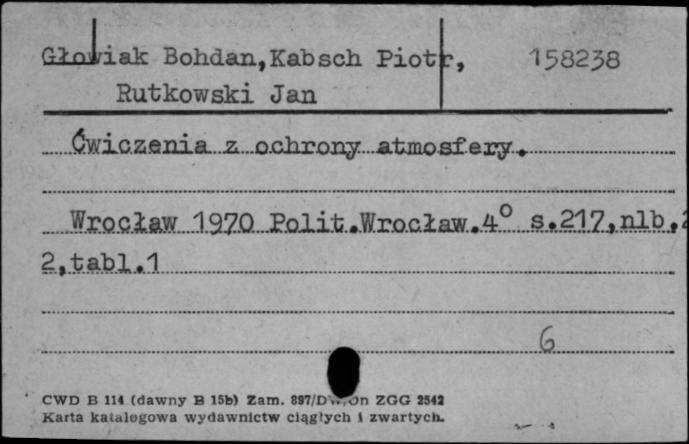 Głowiak Bohdan,Kabsch Piotr, 158238
Rutkowski Jan
Ćwiczenia z ochrony atmosfery.
Wrocław 1970 Polit.Wrocław.4° s.217,nlb.
2,tabl.1
6
CWD B 114 (dawny B 15b) Zam. 897/ ZGG 2542
Karta katalogowa wydawnictw ciągłych i zwartych.